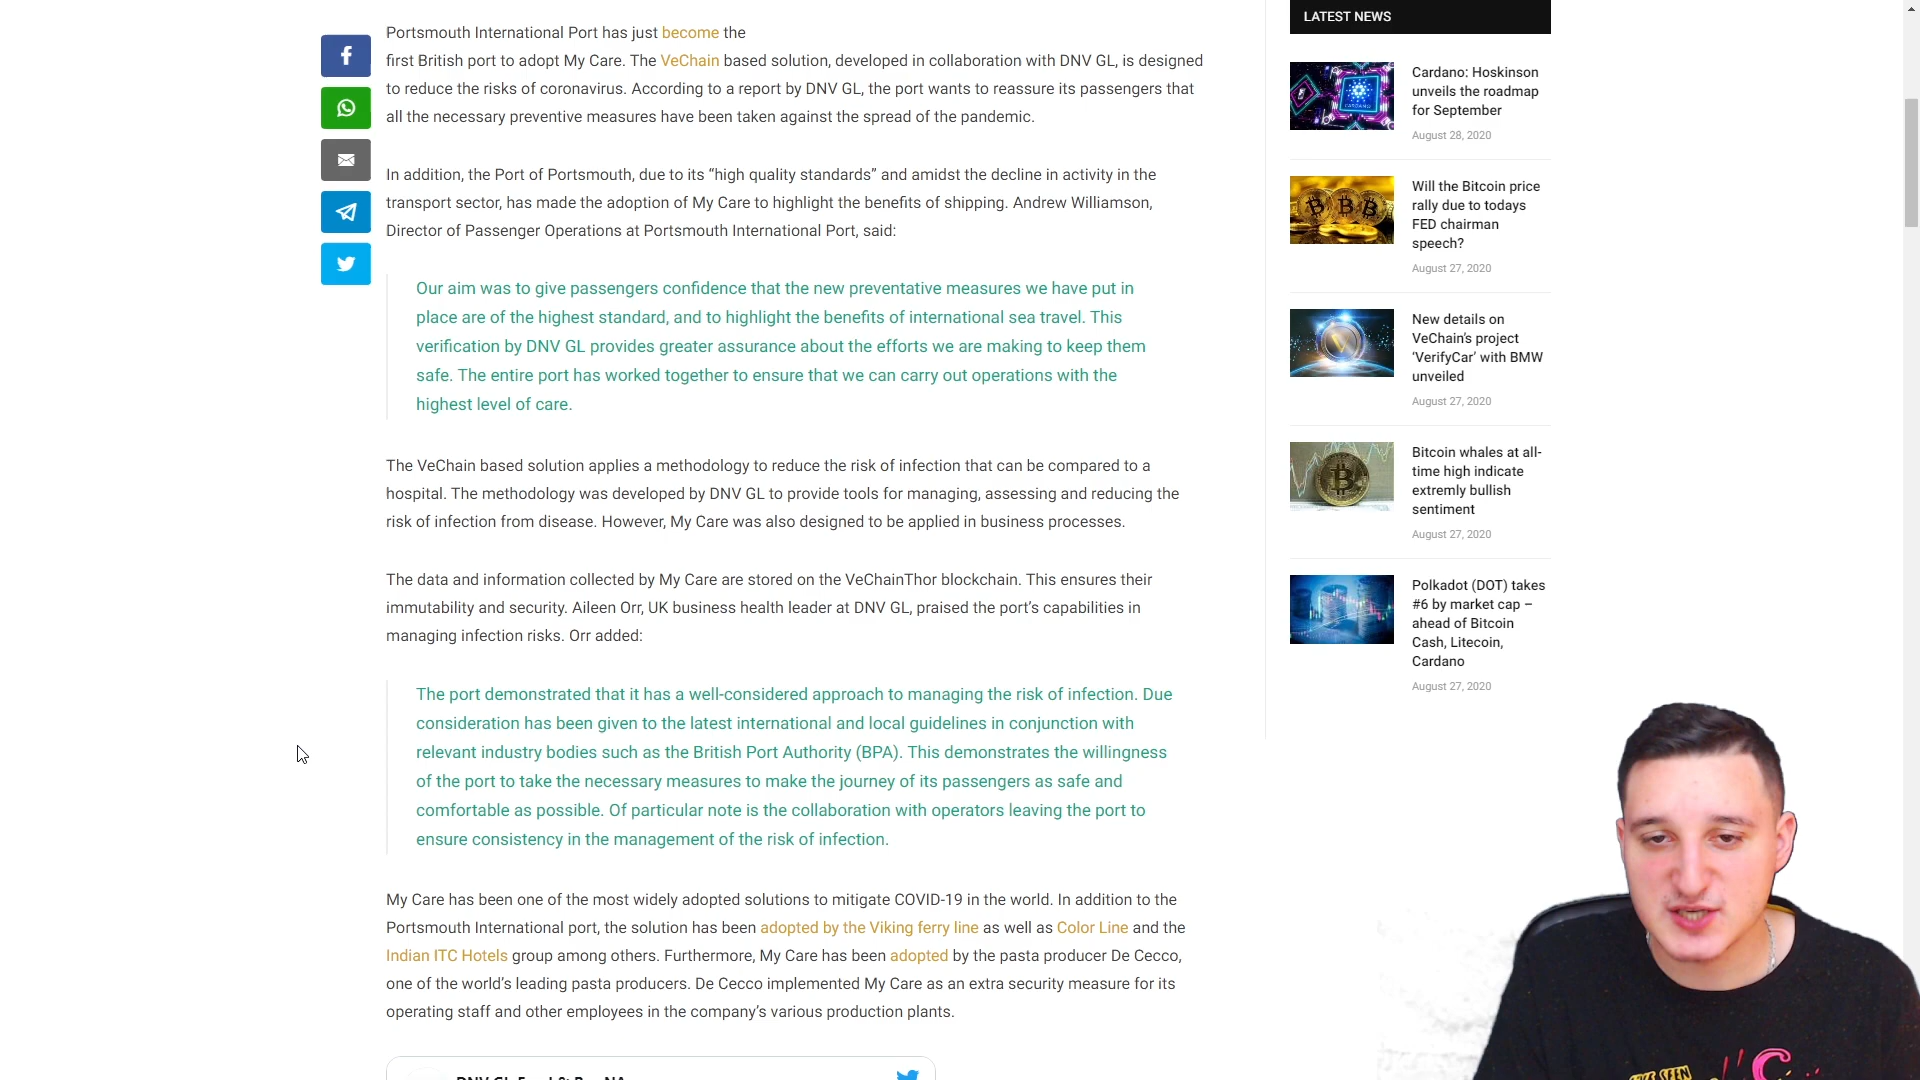 Portsmouth International Port has just become the
first British port to adopt My Care. The VeChain based solution, developed in collaboration with DNV GL, is designed
to reduce the risks of coronavirus. According to a report by DNV GL, the port wants to reassure its passengers that
all the necessary preventive measures have been taken against the spread of the pandemic.
In addition, the Port of Portsmouth, due to its “high quality standards” and amidst the decline in activity in the
transport sector, has made the adoption of My Care to highlight the benefits of shipping. Andrew Williamson,
Director of Passenger Operations at Portsmouth International Port, said:
Our aim was to give passengers confidence that the new preventative measures we have put in
place are of the highest standard, and to highlight the benefits of international sea travel. This
verification by DNV GL provides greater assurance about the efforts we are making to keep them
safe. The entire port has worked together to ensure that we can carry out operations with the
highest level of care.
The VeChain based solution applies a methodology to reduce the risk of infection that can be compared to a
hospital. The methodology was developed by DNV GL to provide tools for managing, assessing and reducing the
risk of infection from disease. However, My Care was also designed to be applied in business processes.
The data and information collected by My Care are stored on the VeChainThor blockchain. This ensures their
immutability and security. Aileen Orr, UK business health leader at DNV GL, praised the port’s capabilities in
managing infection risks. Orr added:
The port demonstrated that it has a well-considered approach to managing the risk of infection. Due
consideration has been given to the latest international and local guidelines in conjunction with
relevant industry bodies such as the British Port Authority (BPA). This demonstrates the willingness
of the port to take the necessary measures to make the journey of its passengers as safe and
comfortable as possible. Of particular note is the collaboration with operators leaving the port to
ensure consistency in the management of the risk of infection.
My Care has been one of the most widely adopted solutions to mitigate COVID-19 in the world. In addition to the
Portsmouth International port, the solution has been adopted by the Viking ferry line as well as Color Line and the
Indian ITC Hotels group among others. Furthermore, My Care has been adopted by the pasta producer De Cecco,
one of the world’s leading pasta producers. De Cecco implemented My Care as an extra security measure for its
operating staff and other employees in the company’s various production plants.
LATEST NEWS
Cardano: Hoskinson
unveils the roadmap
for September
August 28, 2020
Will the Bitcoin price
rally due to todays
FED chairman
speech?
August 27, 2020
New details on
VeChain’s project
‘VerifyCar’ with BMW
unveiled
August 27, 2020
Bitcoin whales at all-
time high indicate
extremly bullish
sentiment
August 27, 2020
Polkadot (DOT) takes
#6 by market cap –
ahead of Bitcoin
Cash, Litecoin,
Cardano
August 27, 2020